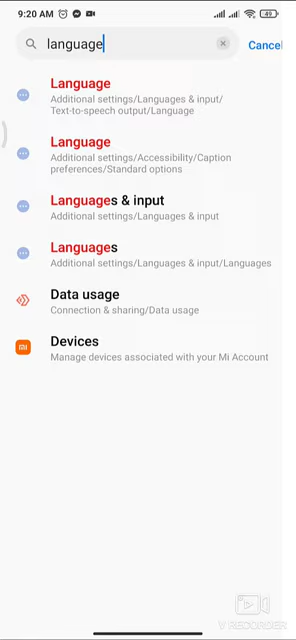 9:20 AM
49
language
Cancel
Language
Additional settings/Languages & input/
Text-to-speech output/Language
Language
Additional settings/Accessibility/Caption
preferences/Standard options
Languages & input
Additional settings/Languages & input
Languages
Additional settings/Languages & input/Languages
Data usage
Connection & sharing/Data usage
Devices
Manage devices associated with your Mi Account
V RECORDER